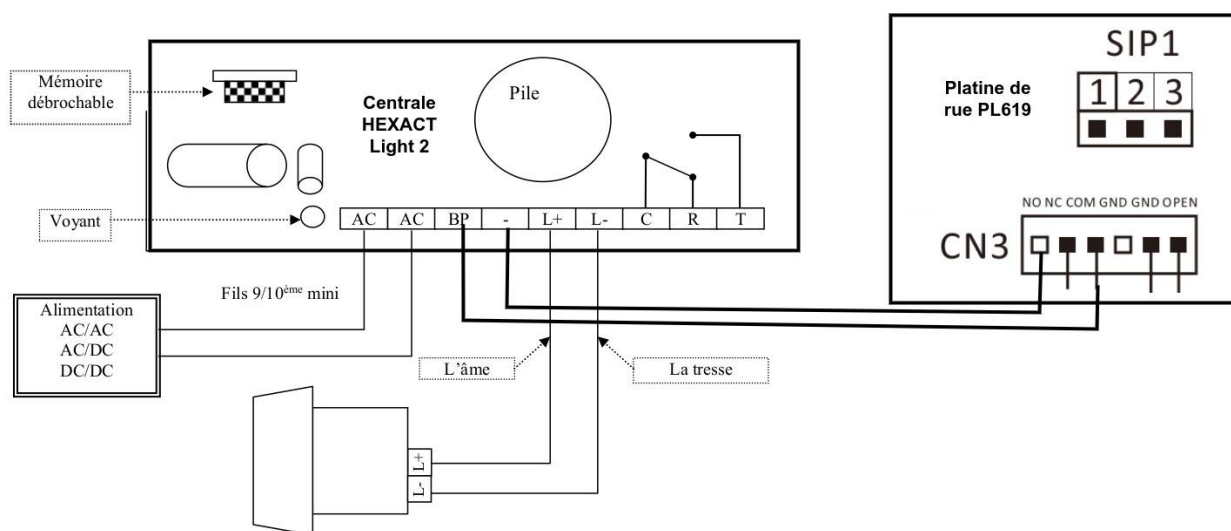 Mémoire
débrochable
Centrale
HEXACT
Light 2
Pile
Voyant
AC AC BP - L+ L- C R T
Fils 9/10ème mini
Alimentation
AC/AC
AC/DC
DC/DC
L'âme
La tresse
L+
L-
SIP1
Platine de
rue PL619
1 2 3
NO NC COM GND GND OPEN
CN3